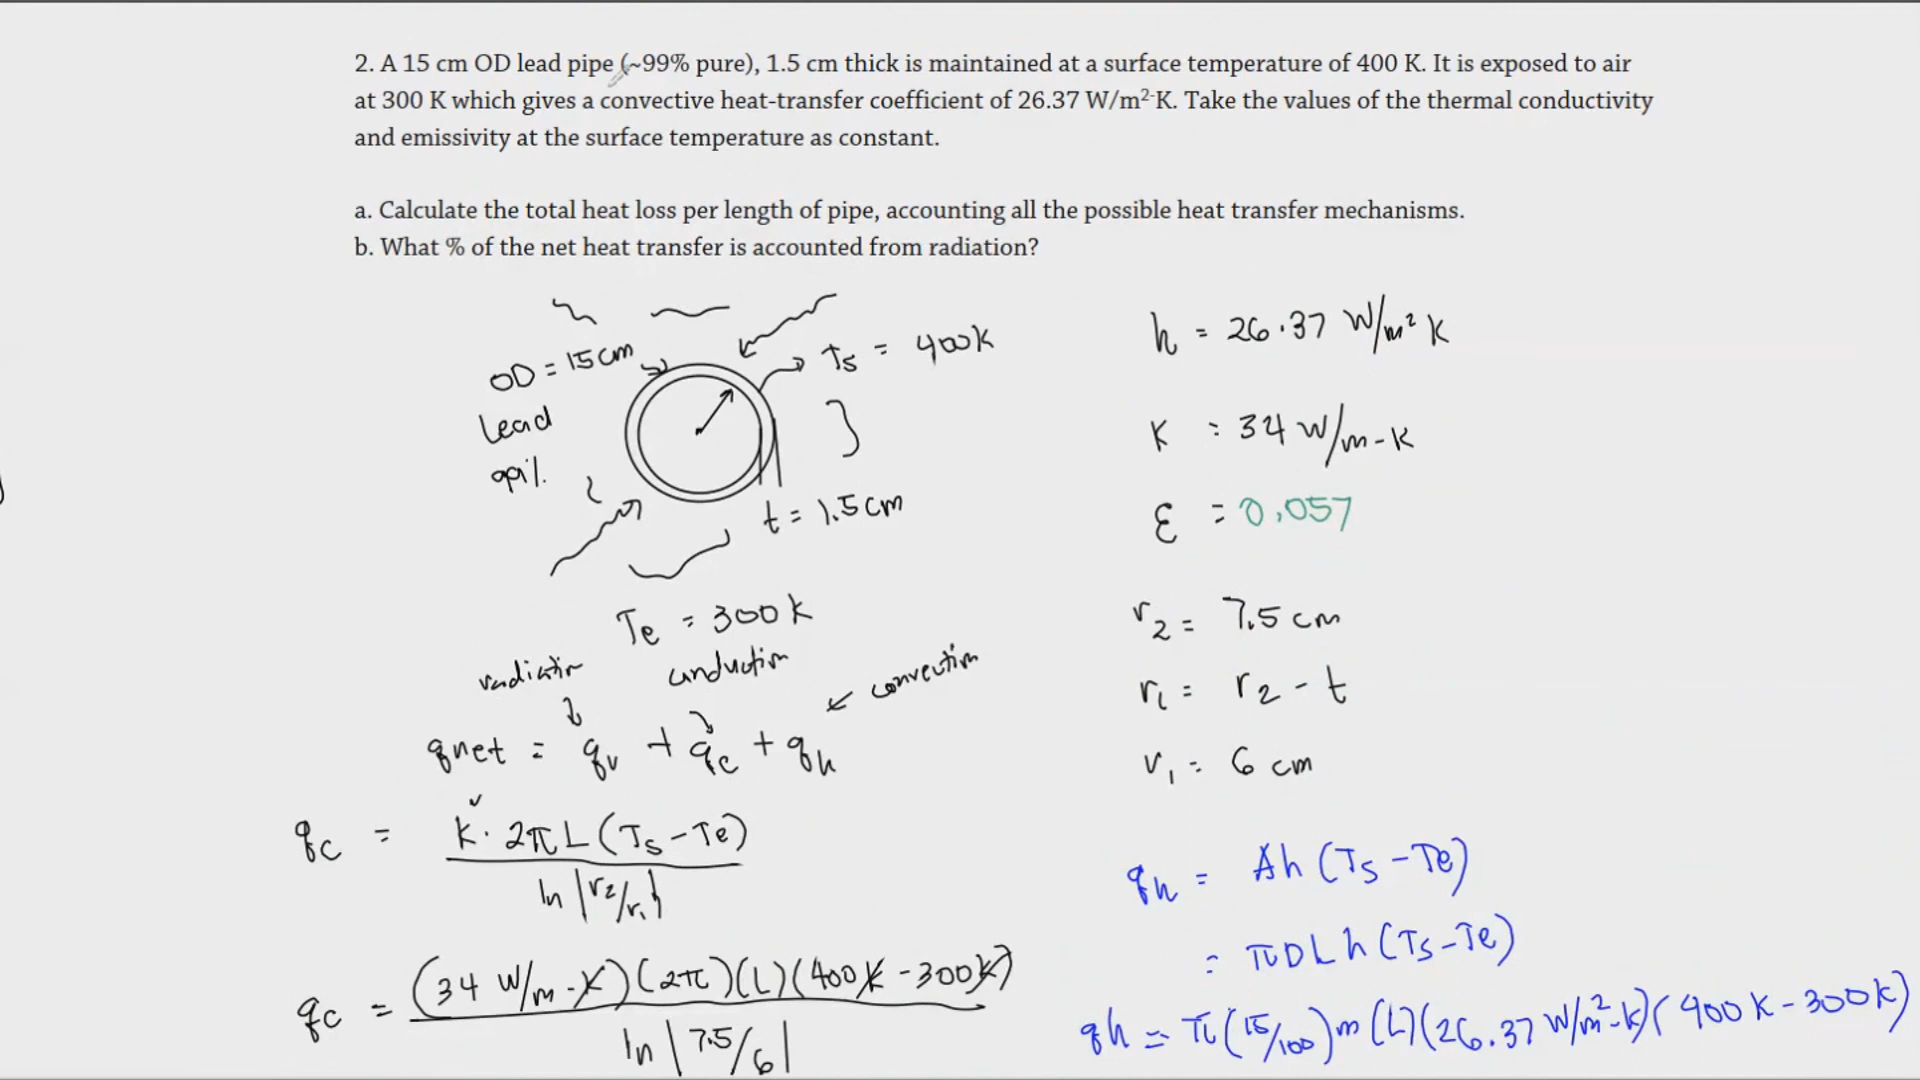 2. A 15 cm OD lead pipe (~99% pure), 1.5 cm thick is maintained at a surface temperature of 400 K. It is exposed to air
at 300 K which gives a convective heat-transfer coefficient of 26.37 W/m²⁻K. Take the values of the thermal conductivity
and emissivity at the surface temperature as constant.
a. Calculate the total heat loss per length of pipe, accounting all the possible heat transfer mechanisms.
b. What % of the net heat transfer is accounted from radiation?
OD = 15 cm
Ts = 400 K
lead
99%.
t = 1.5 cm
Te = 300 K
radiation
conduction
convection
qnet = qr + qc + qh
qc = K · 2πL (Ts - Te)
ln |r2/r1|
qc = (34 W/m - K) (2π) (L) (400K - 300K)
ln | 7.5/6 |
h = 26.37 W/m² K
K = 34 W/m - K
ε = 0.057
r2 = 7.5 cm
r1 = r2 - t
r1 = 6 cm
qh = Ah (Ts - Te)
= πDLh (Ts - Te)
qh = π (15/100) m (L) (26.37 W/m² - K) (400K - 300K)